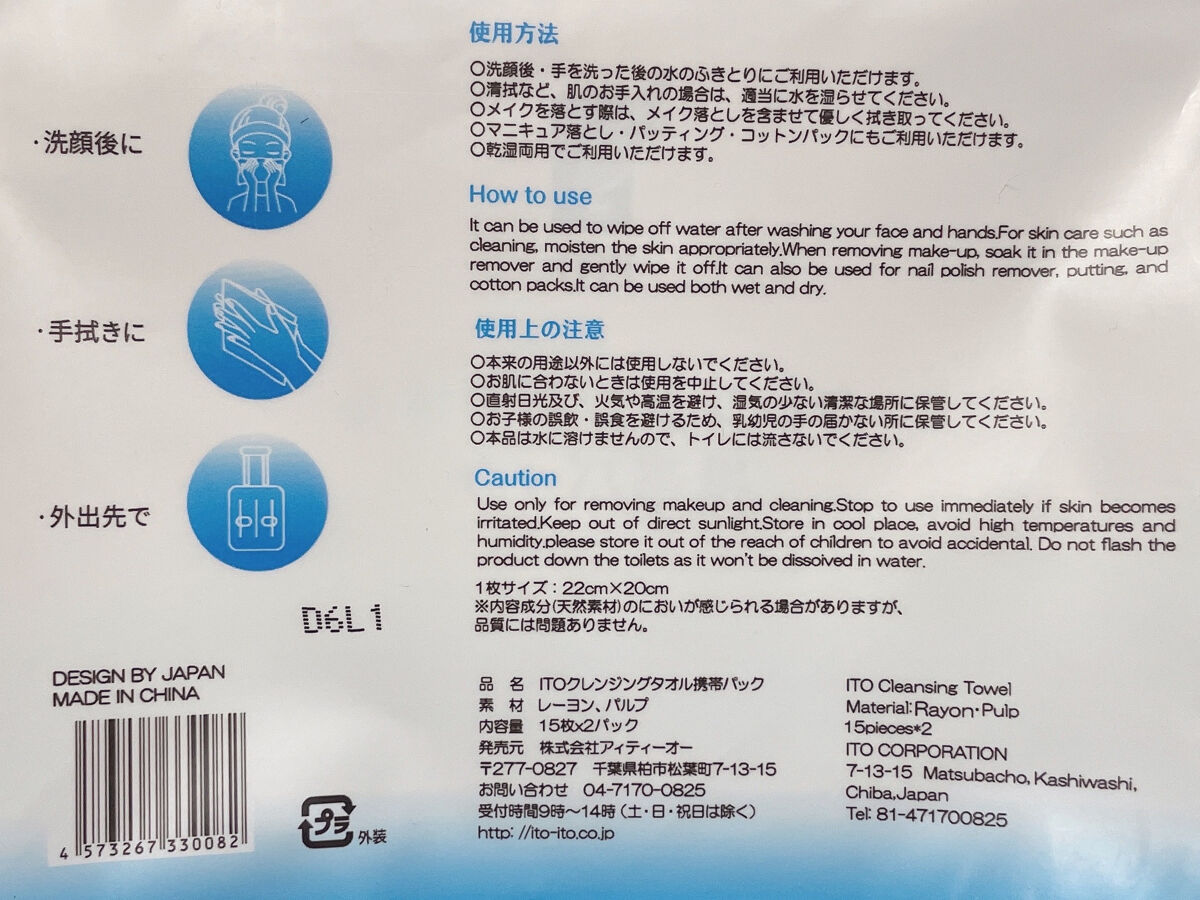 ・洗顔後に
・手拭きに
・外出先で
D6L1
DESIGN BY JAPAN
MADE IN CHINA
4 573267 330082
プラ 外装
使用方法
○洗顔後・手を洗った後の水のふきとりにご利用いただけます。
○清拭など、肌のお手入れの場合は、適当に水を湿らせてください。
○メイクを落とす際は、メイク落としを含ませて優しく拭き取ってください。
○マニキュア落とし・パッティング・コットンパックにもご利用いただけます。
○乾湿両用でご利用いただけます。
How to use
It can be used to wipe off water after washing your face and hands.For skin care such as
cleaning, moisten the skin appropriately.When removing make-up, soak it in the make-up
remover and gently wipe it off.It can also be used for nail polish remover, putting, and
cotton packs.It can be used both wet and dry.
使用上の注意
○本来の用途以外には使用しないでください。
○お肌に合わないときは使用を中止してください。
○直射日光及び、火気や高温を避け、湿気の少ない清潔な場所に保管してください。
○お子様の誤飲・誤食を避けるため、乳幼児の手の届かない所に保管してください。
○本品は水に溶けませんので、トイレには流さないでください。
Caution
Use only for removing makeup and cleaning.Stop to use immediately if skin becomes
irritated.Keep out of direct sunlight.Store in cool place, avoid high temperatures and
humidity.please store it out of the reach of children to avoid accidental. Do not flash the
product down the toilets as it won't be dissoived in water.
1枚サイズ：22cm×20cm
※内容成分(天然素材)のにおいが感じられる場合がありますが、
品質には問題ありません。
品 名 ITOクレンジングタオル携帯パック
素 材 レーヨン、パルプ
内容量 15枚x2パック
発売元 株式会社アイティーオー
〒277-0827 千葉県柏市松葉町7-13-15
お問い合わせ 04-7170-0825
受付時間9時～14時（土・日・祝日は除く）
http: //ito-ito.co.jp
ITO Cleansing Towel
Material:Rayon・Pulp
15pieces*2
ITO CORPORATION
7-13-15 Matsubacho, Kashiwashi,
Chiba,Japan
Tel: 81-471700825